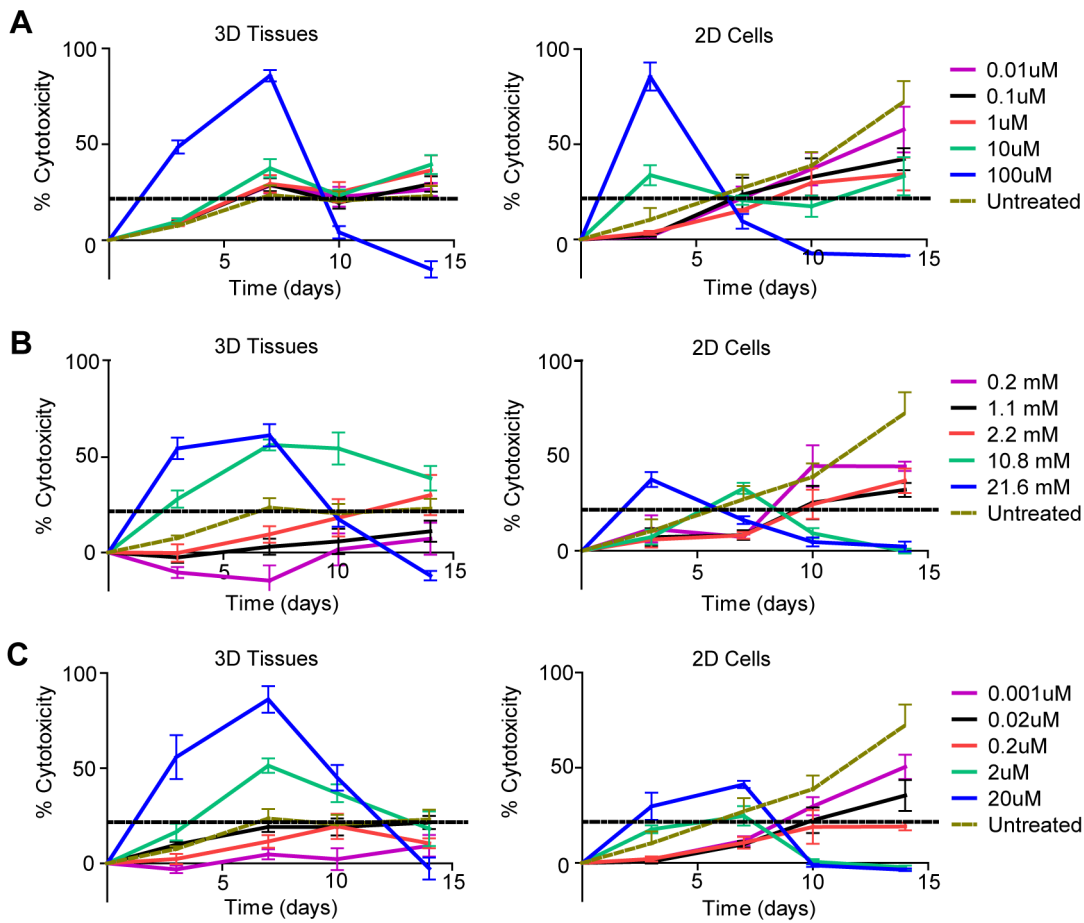 A
3D Tissues
2D Cells
% Cytotoxicity
100
50
0
5
10
15
Time (days)
% Cytotoxicity
100
50
0
5
10
15
Time (days)
0.01uM
0.1uM
1uM
10uM
100uM
Untreated
B
3D Tissues
2D Cells
% Cytotoxicity
100
50
0
5
10
15
Time (days)
% Cytotoxicity
100
50
0
5
10
15
Time (days)
0.2 mM
1.1 mM
2.2 mM
10.8 mM
21.6 mM
Untreated
C
3D Tissues
2D Cells
% Cytotoxicity
100
50
0
5
10
15
Time (days)
% Cytotoxicity
100
50
0
5
10
15
Time (days)
0.001uM
0.02uM
0.2uM
2uM
20uM
Untreated